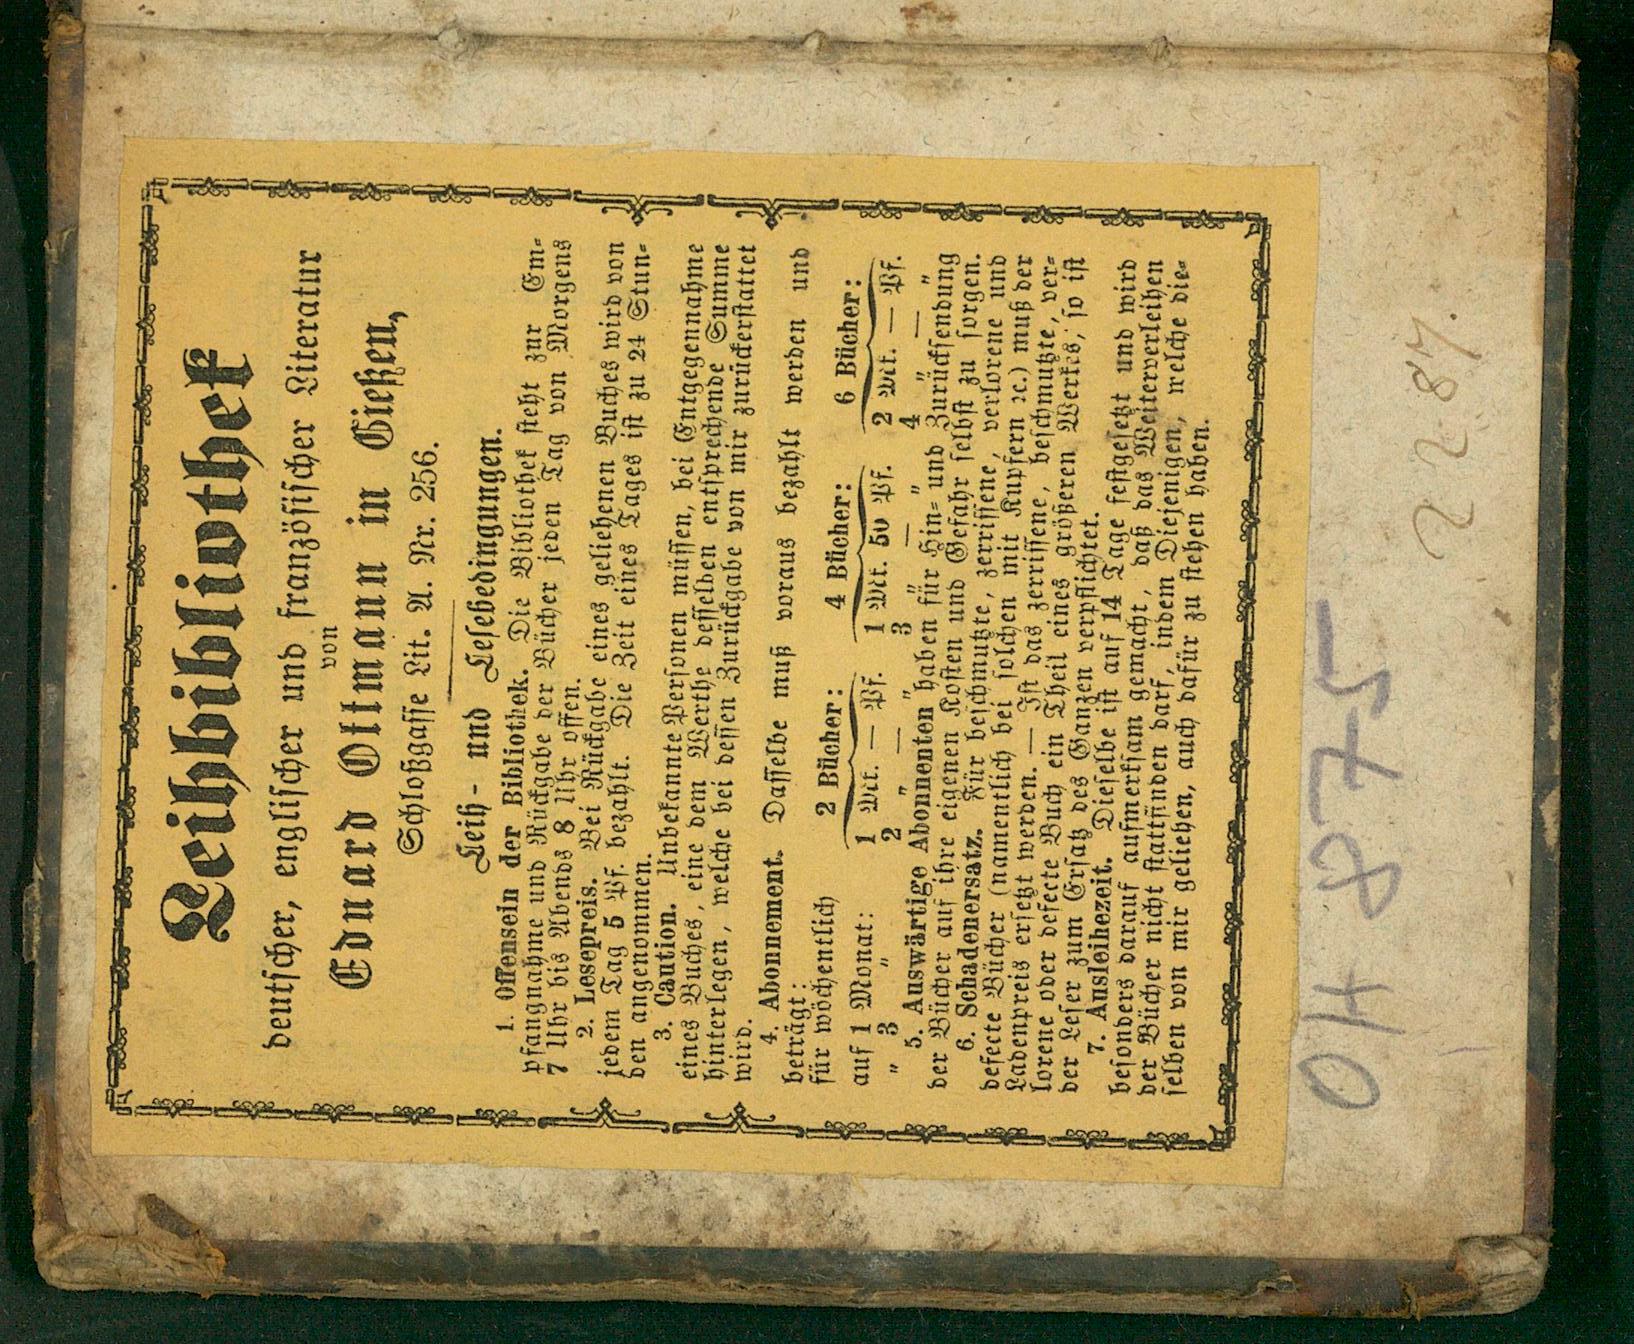 Leihbibliothek
deutscher, englischer und französischer Literatur
von
Eduard Ottmann in Gießen,
Schloßgasse Lit. A. Nr. 256.
Leih- und Lesebedingungen.
1. Offensein der Bibliothek. Die Bibliothek steht zur Em-
pfangnahme und Rückgabe der Bücher jeden Tag von Morgens
7 Uhr bis Abends 8 Uhr offen.
2. Lesepreis. Bei Rückgabe eines geliehenen Buches wird von
jedem Tag 5 Pf. bezahlt. Die Zeit eines Tages ist zu 24 Stun-
den angenommen.
3. Caution. Unbekannte Personen müssen, bei Entgegennahme
eines Buches, eine dem Werthe desselben entsprechende Summe
hinterlegen, welche bei dessen Zurückgabe von mir zurückerstattet
wird.
4. Abonnement. Dasselbe muß voraus bezahlt werden und
beträgt:
für wöchentlich 2 Bücher: 4 Bücher: 6 Bücher:
auf 1 Monat: 1 Mk. — Pf. 1 Mk. 50 Pf. 2 Mk. — Pf.
„ 3 „ 2 „ — „ 3 „ — „ 4 „ — „
5. Auswärtige Abonnenten haben für Hin- und Zurücksendung
der Bücher auf ihre eigenen Kosten und Gefahr selbst zu sorgen.
6. Schadenersatz. Für beschmutzte, zerrissene, verlorene und
defecte Bücher (namentlich bei solchen mit Kupfern ꝛc.) muß der
Ladenpreis ersetzt werden. — Ist das zerrissene, beschmutzte, ver-
lorene oder defecte Buch ein Theil eines größeren Werkes, so ist
der Leser zum Ersatz des Ganzen verpflichtet.
7. Ausleihezeit. Dieselbe ist auf 14 Tage festgesetzt und wird
besonders darauf aufmerksam gemacht, daß das Weiterverleihen
der Bücher nicht stattfinden darf, indem Diejenigen, welche die-
selben von mir geliehen, auch dafür zu stehen haben.
OH 875
2287.